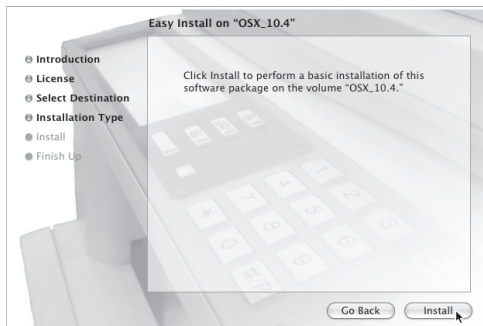 Easy Install on “OSX_10.4”
Introduction
License
Select Destination
Installation Type
Install
Finish Up
Click Install to perform a basic installation of this
software package on the volume “OSX_10.4.”
Go Back
Install